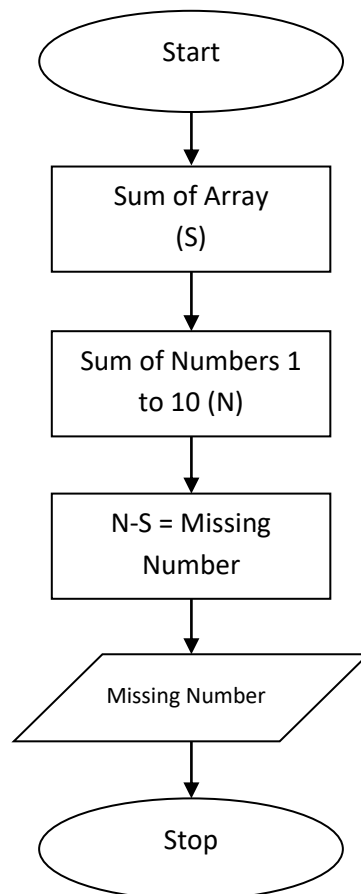 Start
Sum of Array
(S)
Sum of Numbers 1
to 10 (N)
N-S = Missing
Number
Missing Number
Stop